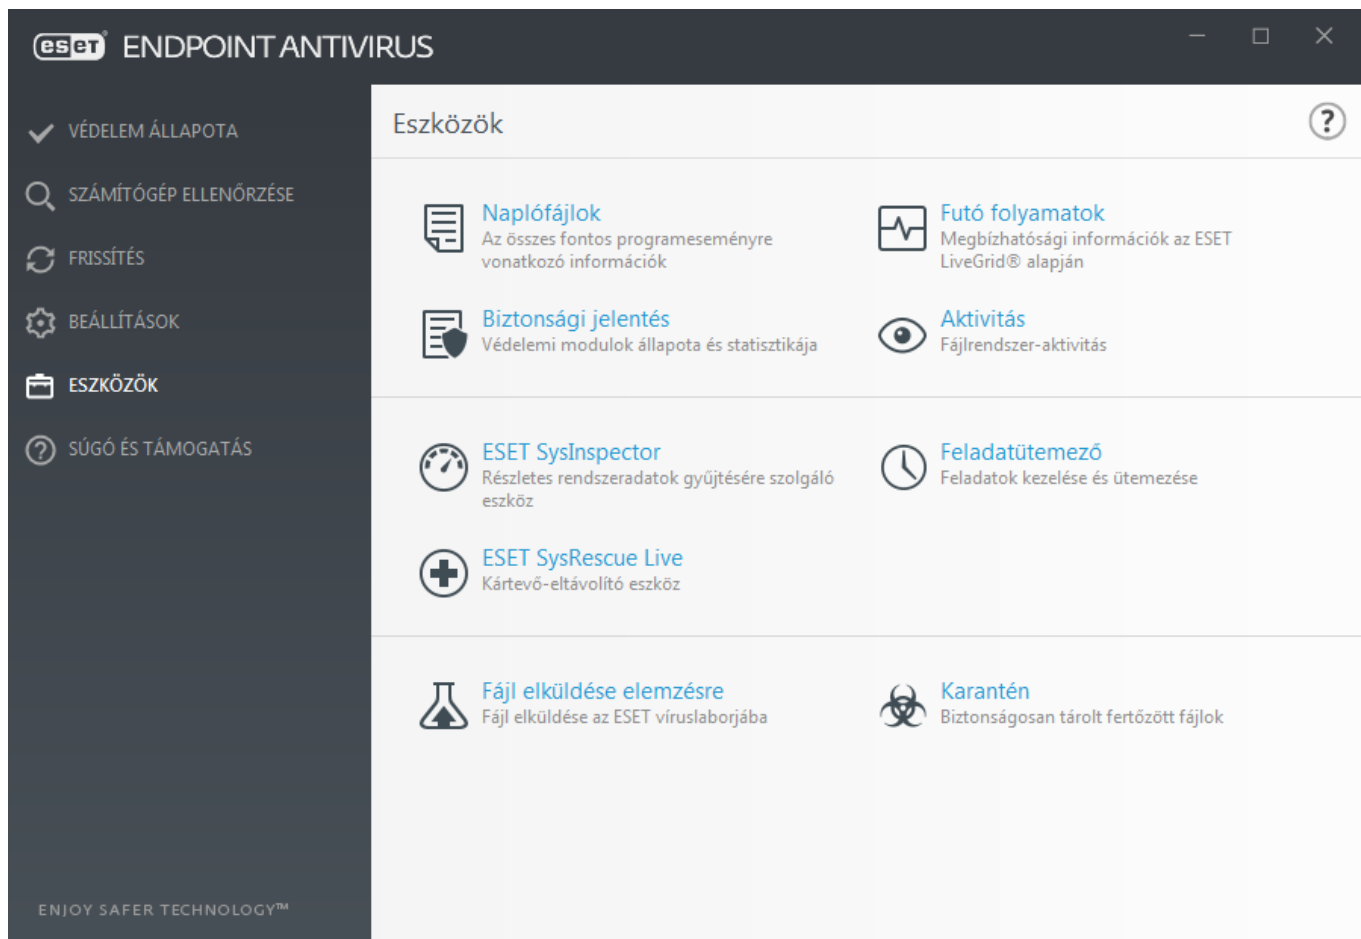 eset ENDPOINT ANTIVIRUS
VÉDELEM ÁLLAPOTA
SZÁMÍTÓGÉP ELLENŐRZÉSE
FRISSÍTÉS
BEÁLLÍTÁSOK
ESZKÖZÖK
SÚGÓ ÉS TÁMOGATÁS
ENJOY SAFER TECHNOLOGY™
Eszközök
?
Naplófájlok
Az összes fontos programeseményre
vonatkozó információk
Futó folyamatok
Megbízhatósági információk az ESET
LiveGrid® alapján
Biztonsági jelentés
Védelemi modulok állapota és statisztikája
Aktivitás
Fájlrendszer-aktivitás
ESET SysInspector
Részletes rendszeradatok gyűjtésére szolgáló
eszköz
Feladatütemező
Feladatok kezelése és ütemezése
ESET SysRescue Live
Kártevő-eltávolító eszköz
Fájl elküldése elemzésre
Fájl elküldése az ESET víruslaborjába
Karantén
Biztonságosan tárolt fertőzött fájlok